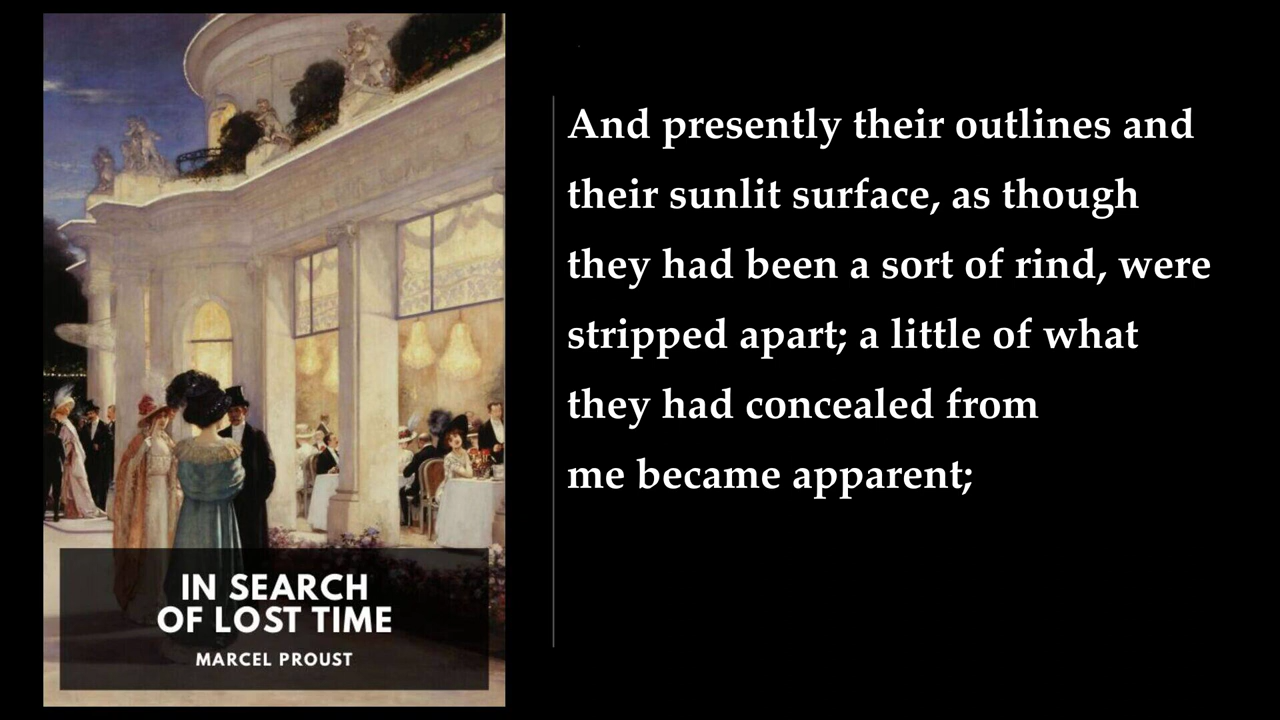 And presently their outlines and
their sunlit surface, as though
they had been a sort of rind, were
stripped apart; a little of what
they had concealed from
me became apparent;
IN SEARCH
OF LOST TIME
MARCEL PROUST